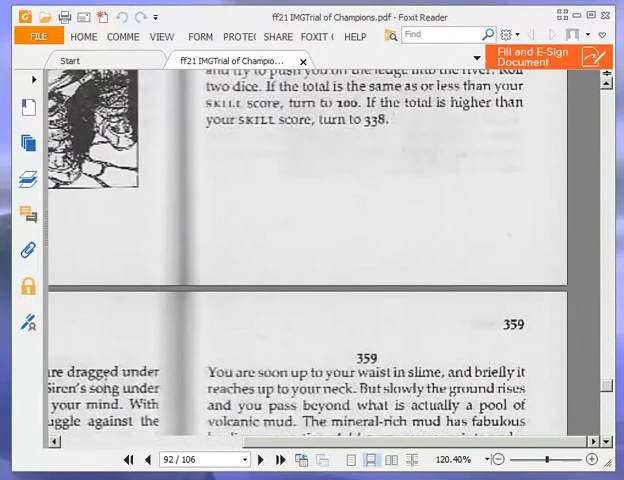 ff21 IMGTrial of Champions.pdf - Foxit Reader
FILE HOME COMME VIEW FORM PROTEC SHARE FOXIT C HELP Find
Start ff21 IMGTrial of Champio... Fill and E-Sign Document
and try to push you off the ledge into the river. Roll
two dice. If the total is the same as or less than your
SKILL score, turn to 100. If the total is higher than
your SKILL score, turn to 338.
359
359
re dragged under
Siren's song under
your mind. With
uggle against the
You are soon up to your waist in slime, and briefly it
reaches up to your neck. But slowly the ground rises
and you pass beyond what is actually a pool of
volcanic mud. The mineral-rich mud has fabulous
92 / 106 120.40%